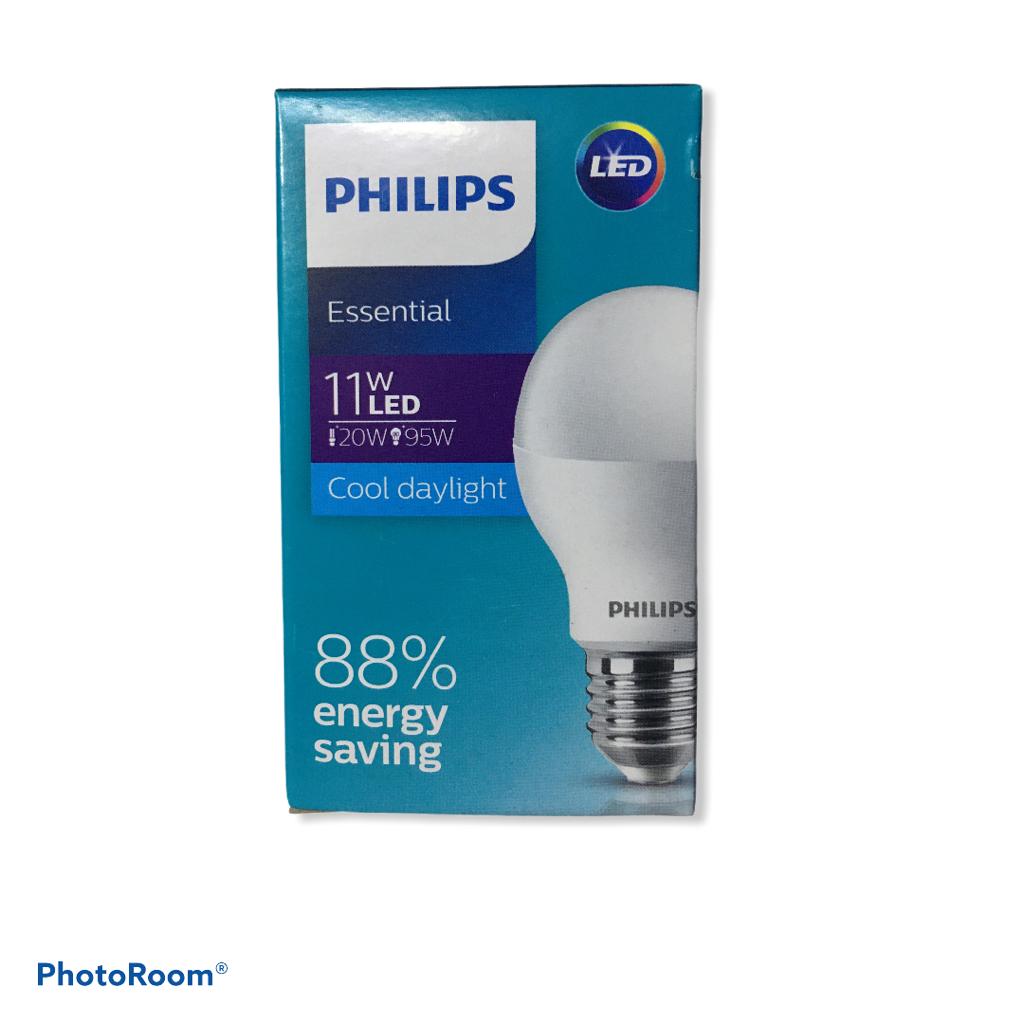 PHILIPS
LED
Essential
11W
LED
20W 95W
Cool daylight
PHILIPS
88%
energy
saving
PhotoRoom®